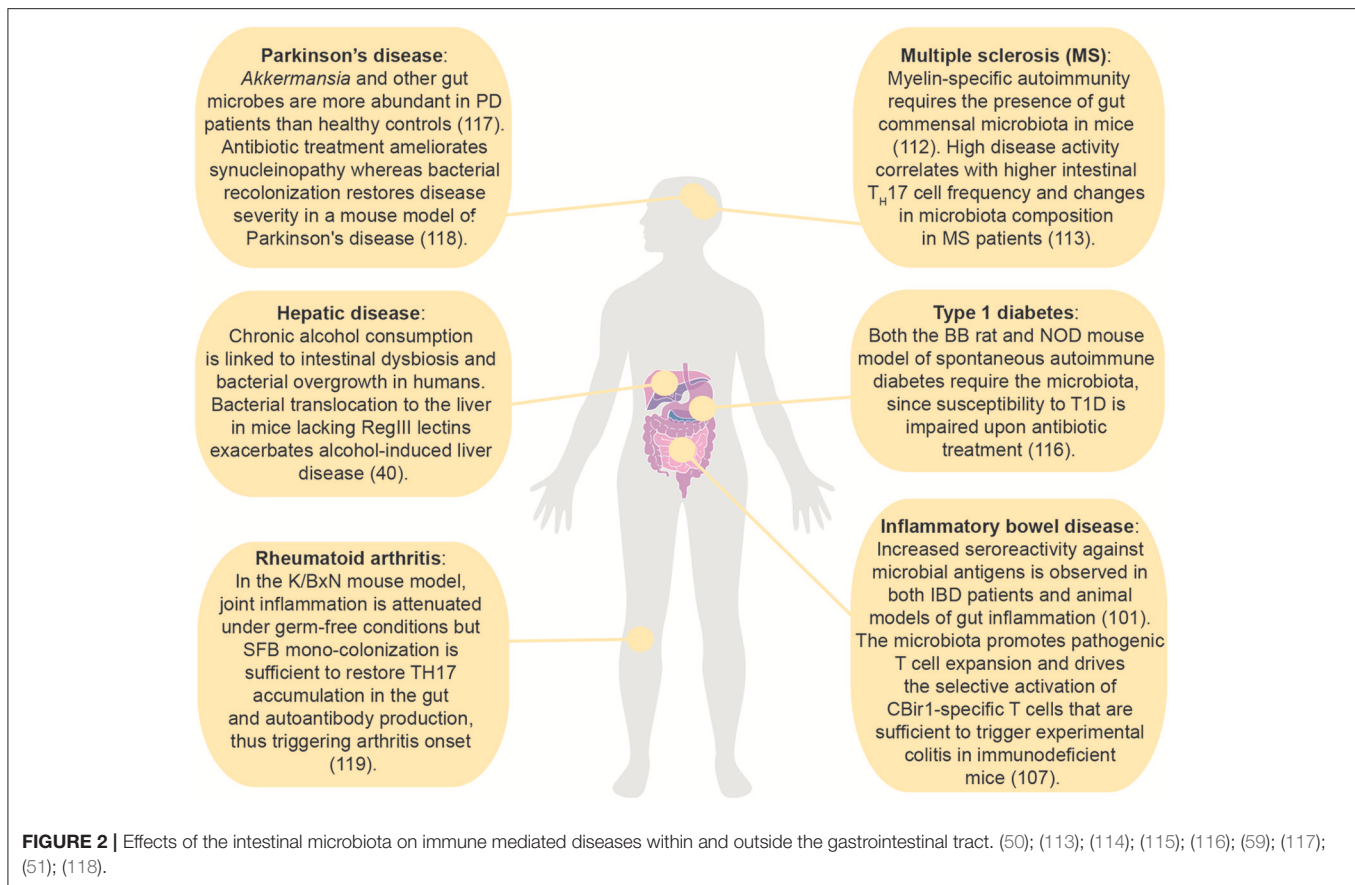 Parkinson's disease:
Akkermansia and other gut
microbes are more abundant in PD
patients than healthy controls (117).
Antibiotic treatment ameliorates
synucleinopathy whereas bacterial
recolonization restores disease
severity in a mouse model of
Parkinson's disease (118).
Multiple sclerosis (MS):
Myelin-specific autoimmunity
requires the presence of gut
commensal microbiota in mice
(112). High disease activity
correlates with higher intestinal
TH17 cell frequency and changes
in microbiota composition
in MS patients (113).
Hepatic disease:
Chronic alcohol consumption
is linked to intestinal dysbiosis and
bacterial overgrowth in humans.
Bacterial translocation to the liver
in mice lacking RegIII lectins
exacerbates alcohol-induced liver
disease (40).
Type 1 diabetes:
Both the BB rat and NOD mouse
model of spontaneous autoimmune
diabetes require the microbiota,
since susceptibility to T1D is
impaired upon antibiotic
treatment (116).
Rheumatoid arthritis:
In the K/BxN mouse model,
joint inflammation is attenuated
under germ-free conditions but
SFB mono-colonization is
sufficient to restore TH17
accumulation in the gut
and autoantibody production,
thus triggering arthritis onset
(119).
Inflammatory bowel disease:
Increased seroreactivity against
microbial antigens is observed in
both IBD patients and animal
models of gut inflammation (101).
The microbiota promotes pathogenic
T cell expansion and drives
the selective activation of
CBir1-specific T cells that are
sufficient to trigger experimental
colitis in immunodeficient
mice (107).
FIGURE 2 | Effects of the intestinal microbiota on immune mediated diseases within and outside the gastrointestinal tract. (50); (113); (114); (115); (116); (59); (117);
(51); (118).